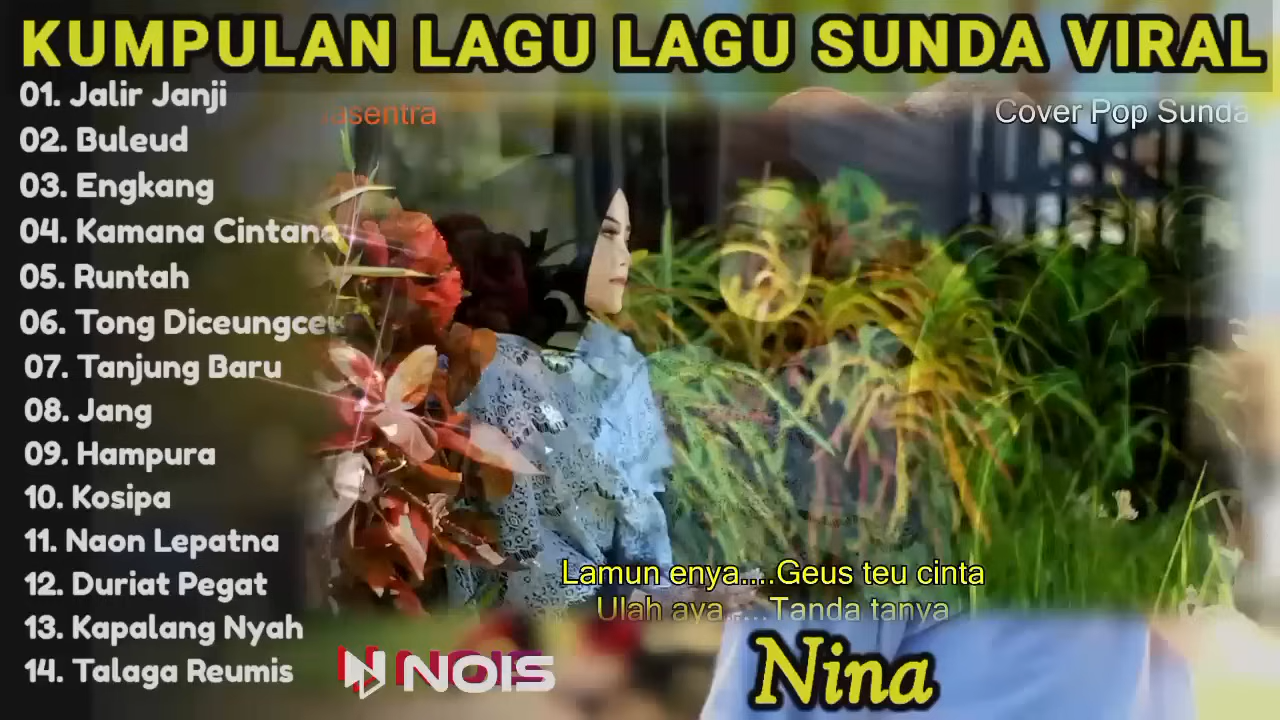 KUMPULAN LAGU LAGU SUNDA VIRAL
01. Jalir Janji
Cover Pop Sunda
02. Buleud
03. Engkang
04. Kamana Cintana
05. Runtah
06. Tong
07. Tanjung Baru
08. Jang
09. Hampura
10. Kosipa
11. Naon Lepatna
12. Duriat Pegat
13. Kapalang Nyah
14. Talaga Reumis
Lamun enya....Geus teu cinta
Ulah aya.....Tanda tanya
NOIS
Nina